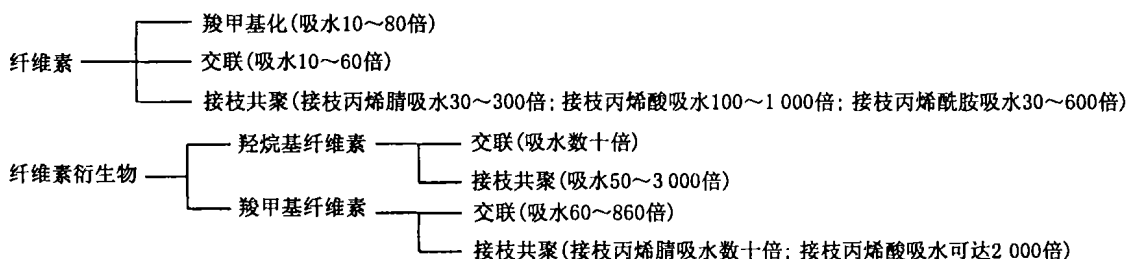 羧甲基化(吸水10～80倍)
纤维素 交联(吸水10～60倍)
接枝共聚(接枝丙烯腈吸水30～300倍; 接枝丙烯酸吸水100～1 000倍; 接枝丙烯酰胺吸水30～600倍)
羟烷基纤维素 交联(吸水数十倍)
纤维素衍生物 接枝共聚(吸水50～3 000倍)
羧甲基纤维素 交联(吸水60～860倍)
接枝共聚(接枝丙烯腈吸水数十倍; 接枝丙烯酸吸水可达2 000倍)